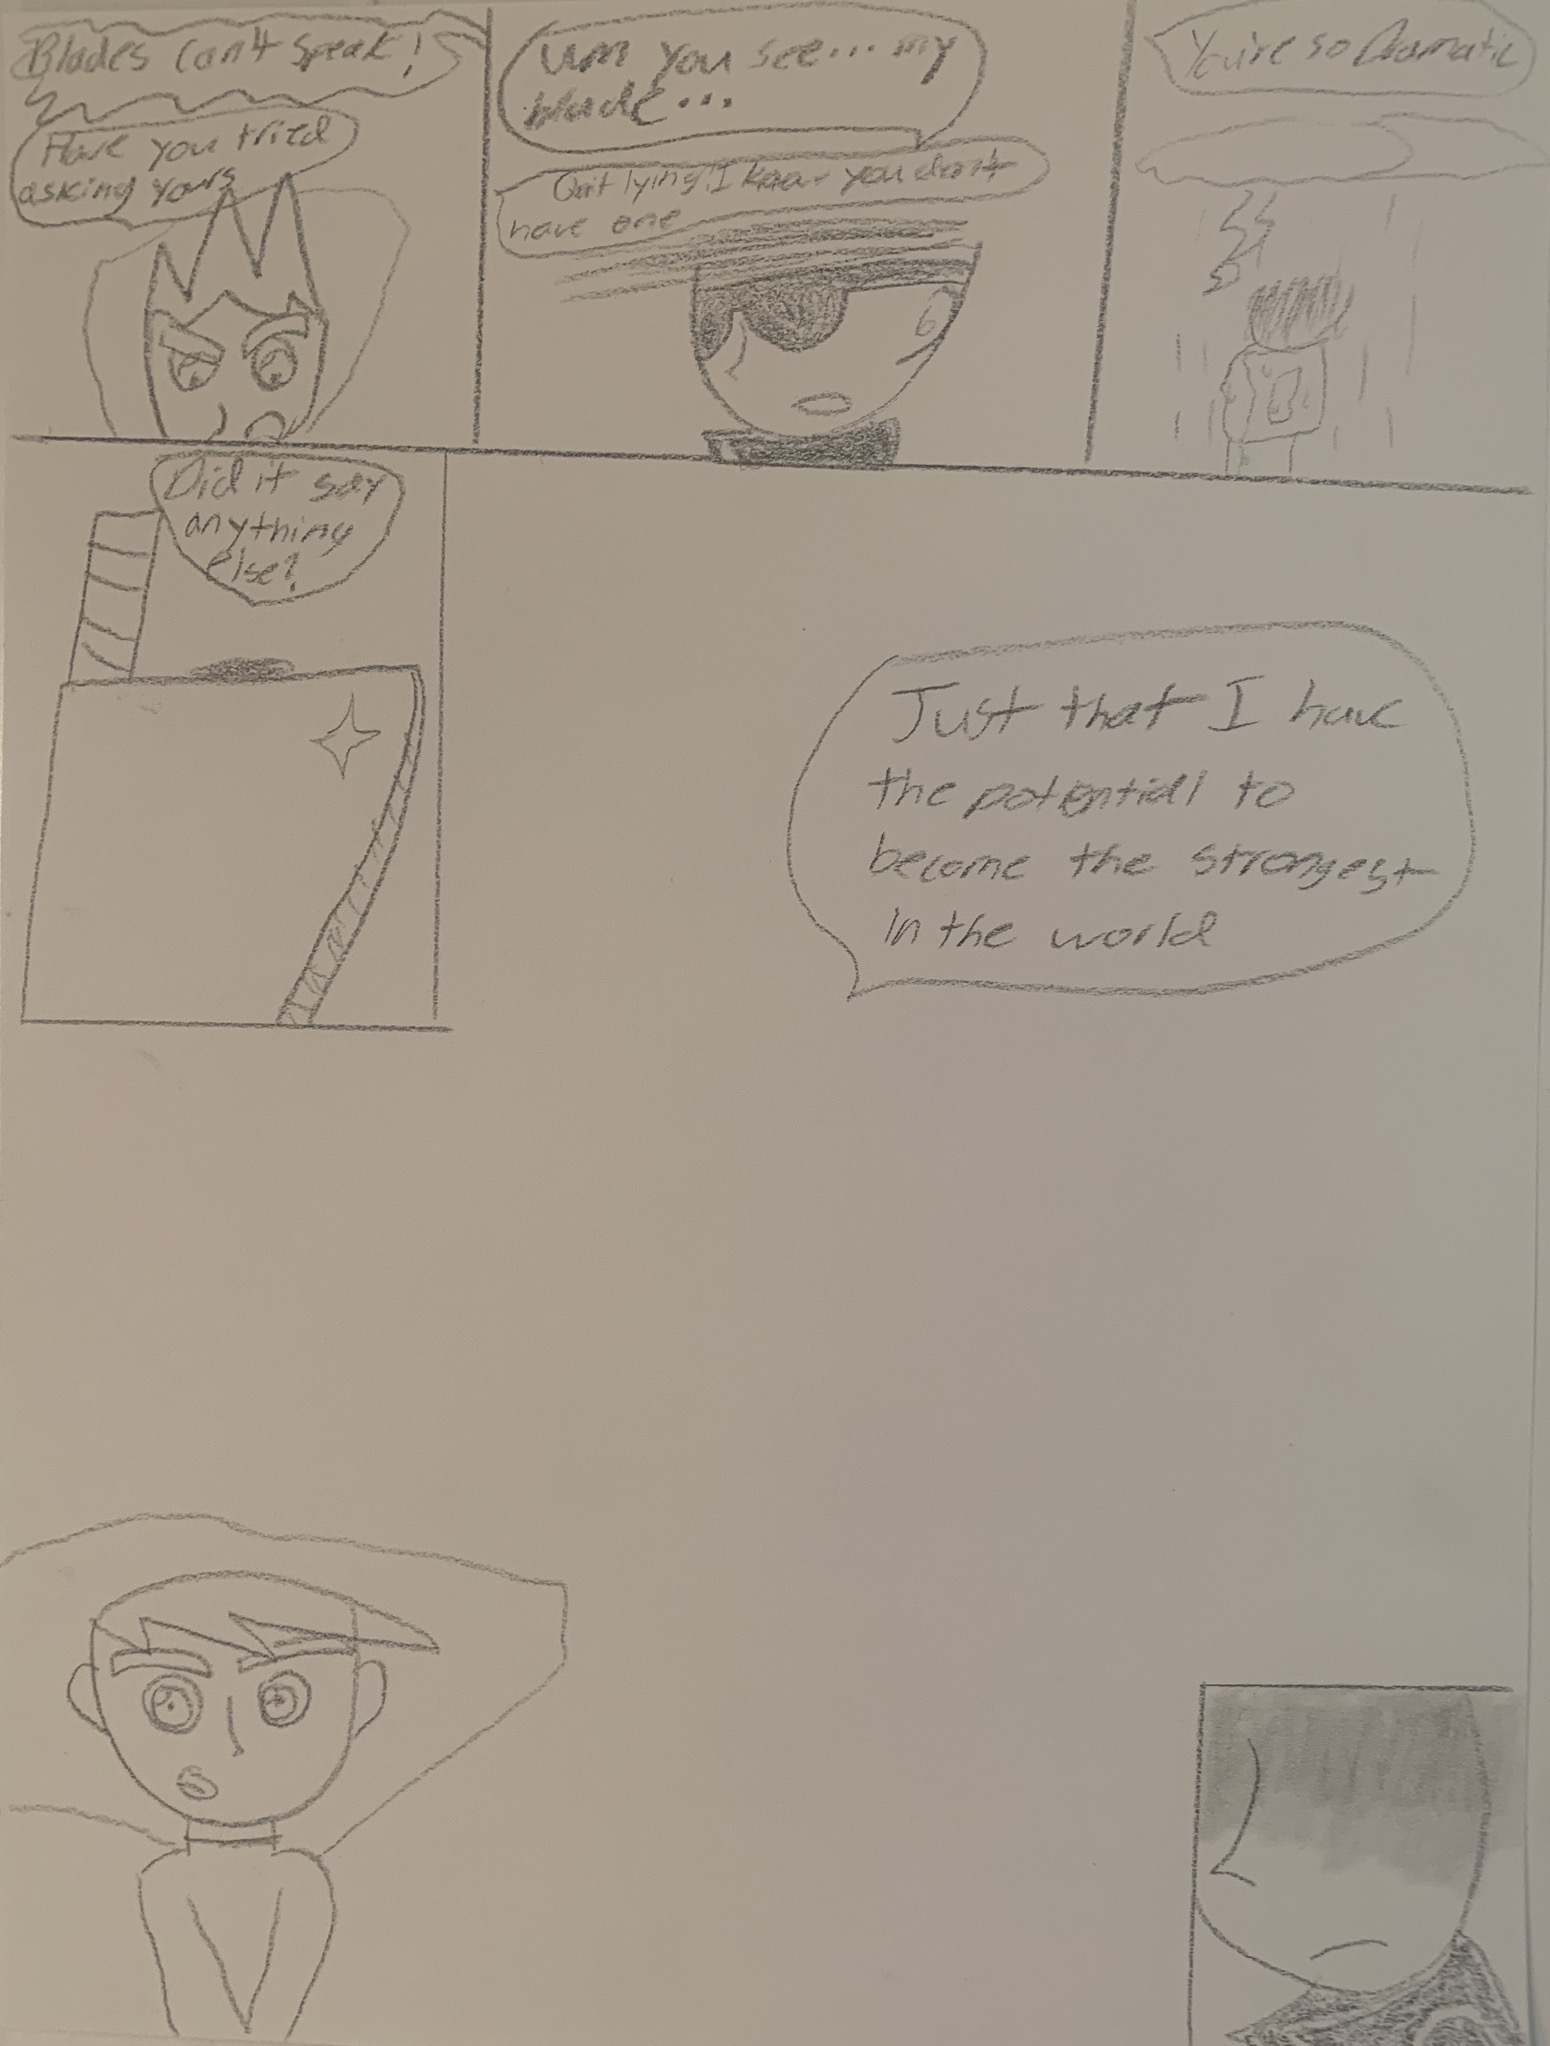 Blades can't speak!
Have you tried
asking yours
Um you see... my
blade...
Quit lying! I know you don't
have one
You're so Dramatic
Did it say
anything
else?
Just that I have
the potential to
become the strongest
in the world